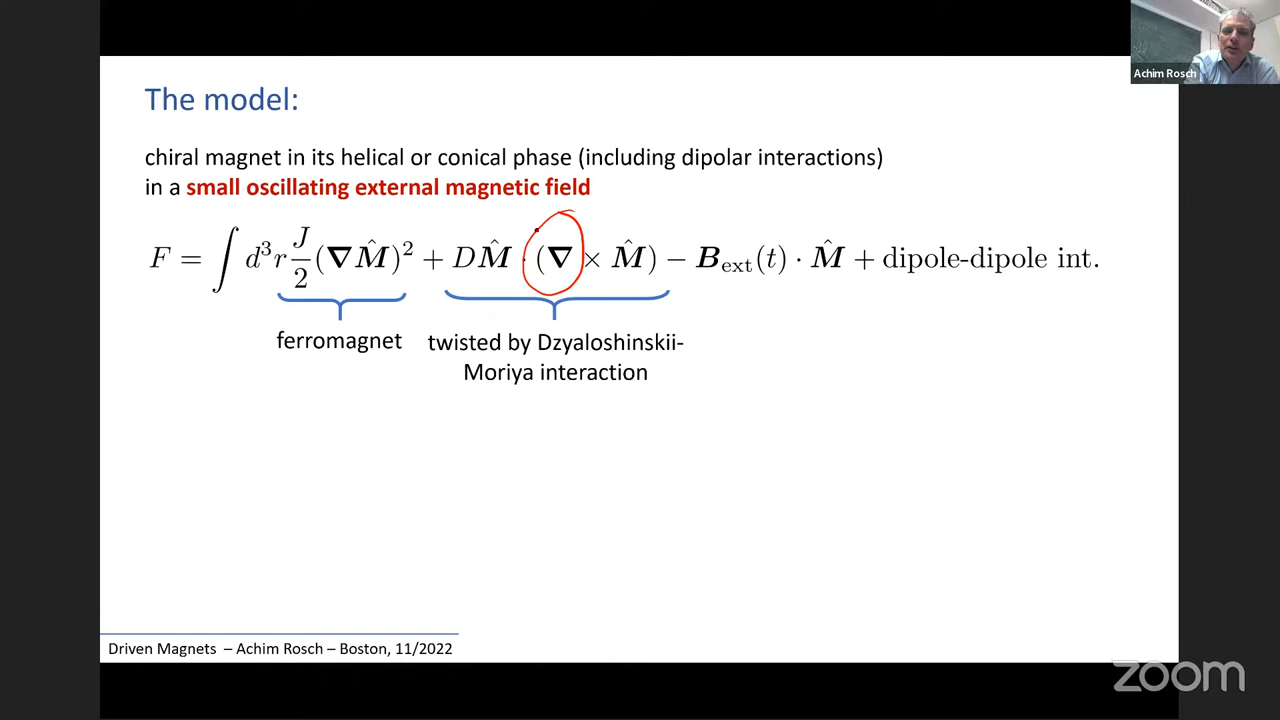 Achim Rosch
The model:
chiral magnet in its helical or conical phase (including dipolar interactions)
in a small oscillating external magnetic field
F = ∫ d³r J/2 (∇M̂)² + DM̂ · (∇ × M̂) − B_ext(t) · M̂ + dipole-dipole int.
ferromagnet
twisted by Dzyaloshinskii-
Moriya interaction
Driven Magnets – Achim Rosch – Boston, 11/2022
zoom